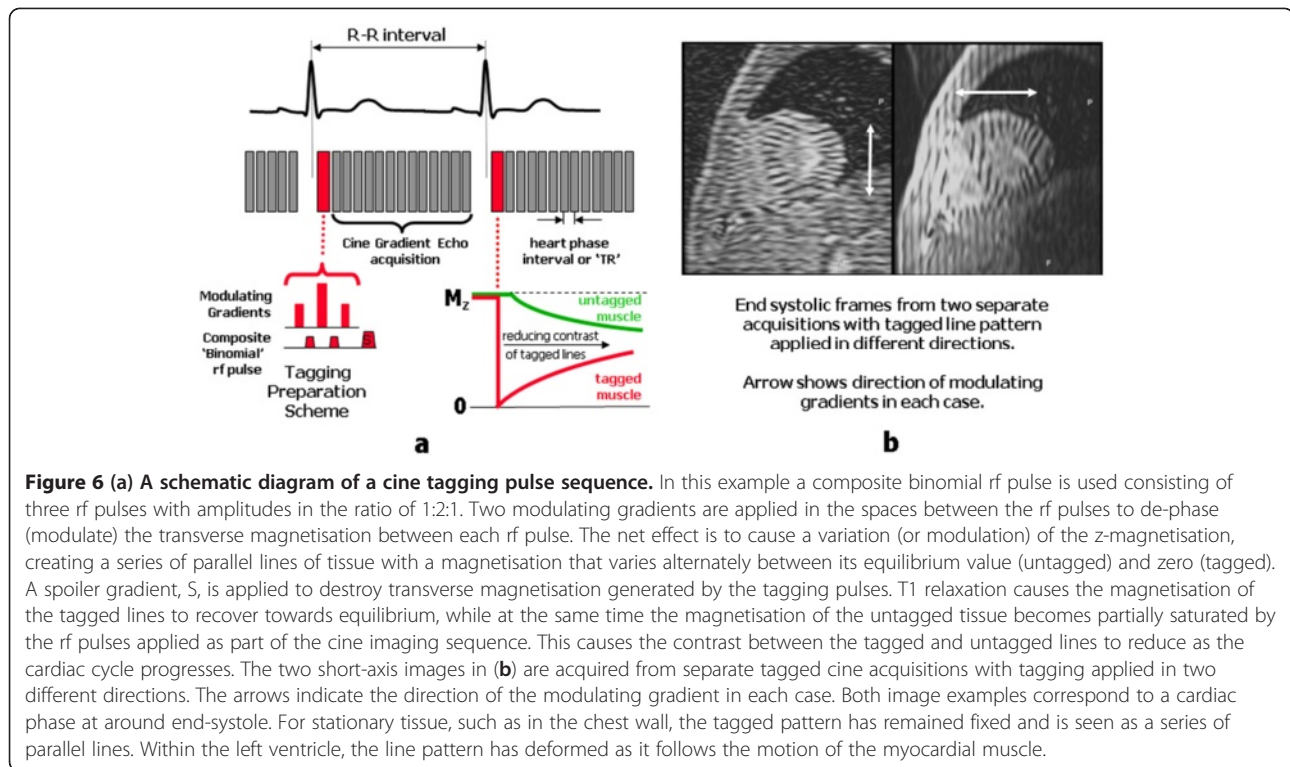 R-R interval
Cine Gradient Echo
acquisition
heart phase
interval or 'TR'
Modulating
Gradients
Composite
'Binomial'
rf pulse
S
Tagging
Preparation
Scheme
Mz
untagged
muscle
reducing contrast
of tagged lines
tagged
muscle
0
a
P
P
F
End systolic frames from two separate
acquisitions with tagged line pattern
applied in different directions.
Arrow shows direction of modulating
gradients in each case.
b
Figure 6 (a) A schematic diagram of a cine tagging pulse sequence. In this example a composite binomial rf pulse is used consisting of
three rf pulses with amplitudes in the ratio of 1:2:1. Two modulating gradients are applied in the spaces between the rf pulses to de-phase
(modulate) the transverse magnetisation between each rf pulse. The net effect is to cause a variation (or modulation) of the z-magnetisation,
creating a series of parallel lines of tissue with a magnetisation that varies alternately between its equilibrium value (untagged) and zero (tagged).
A spoiler gradient, S, is applied to destroy transverse magnetisation generated by the tagging pulses. T1 relaxation causes the magnetisation of
the tagged lines to recover towards equilibrium, while at the same time the magnetisation of the untagged tissue becomes partially saturated by
the rf pulses applied as part of the cine imaging sequence. This causes the contrast between the tagged and untagged lines to reduce as the
cardiac cycle progresses. The two short-axis images in (b) are acquired from separate tagged cine acquisitions with tagging applied in two
different directions. The arrows indicate the direction of the modulating gradient in each case. Both image examples correspond to a cardiac
phase at around end-systole. For stationary tissue, such as in the chest wall, the tagged pattern has remained fixed and is seen as a series of
parallel lines. Within the left ventricle, the line pattern has deformed as it follows the motion of the myocardial muscle.